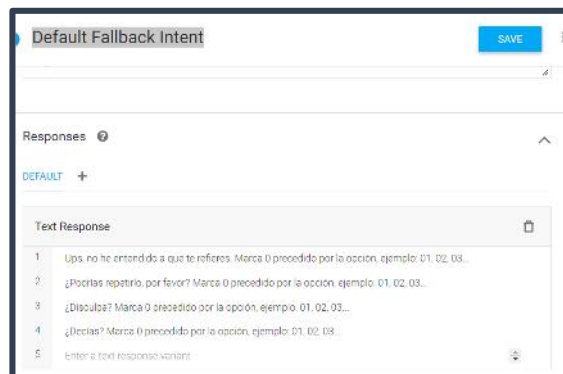 Default Fallback Intent
SAVE
Responses
DEFAULT +
Text Response
1 Ups, no he entendido a que te refieres. Marca 0 precedido por la opción, ejemplo: 01, 02, 03...
2 ¿Podrías repetirlo, por favor? Marca 0 precedido por la opción, ejemplo: 01, 02, 03...
3 ¿Disculpa? Marca 0 precedido por la opción, ejemplo: 01, 02, 03...
4 ¿Decías? Marca 0 precedido por la opción, ejemplo: 01, 02, 03...
5 Enter a text response variant